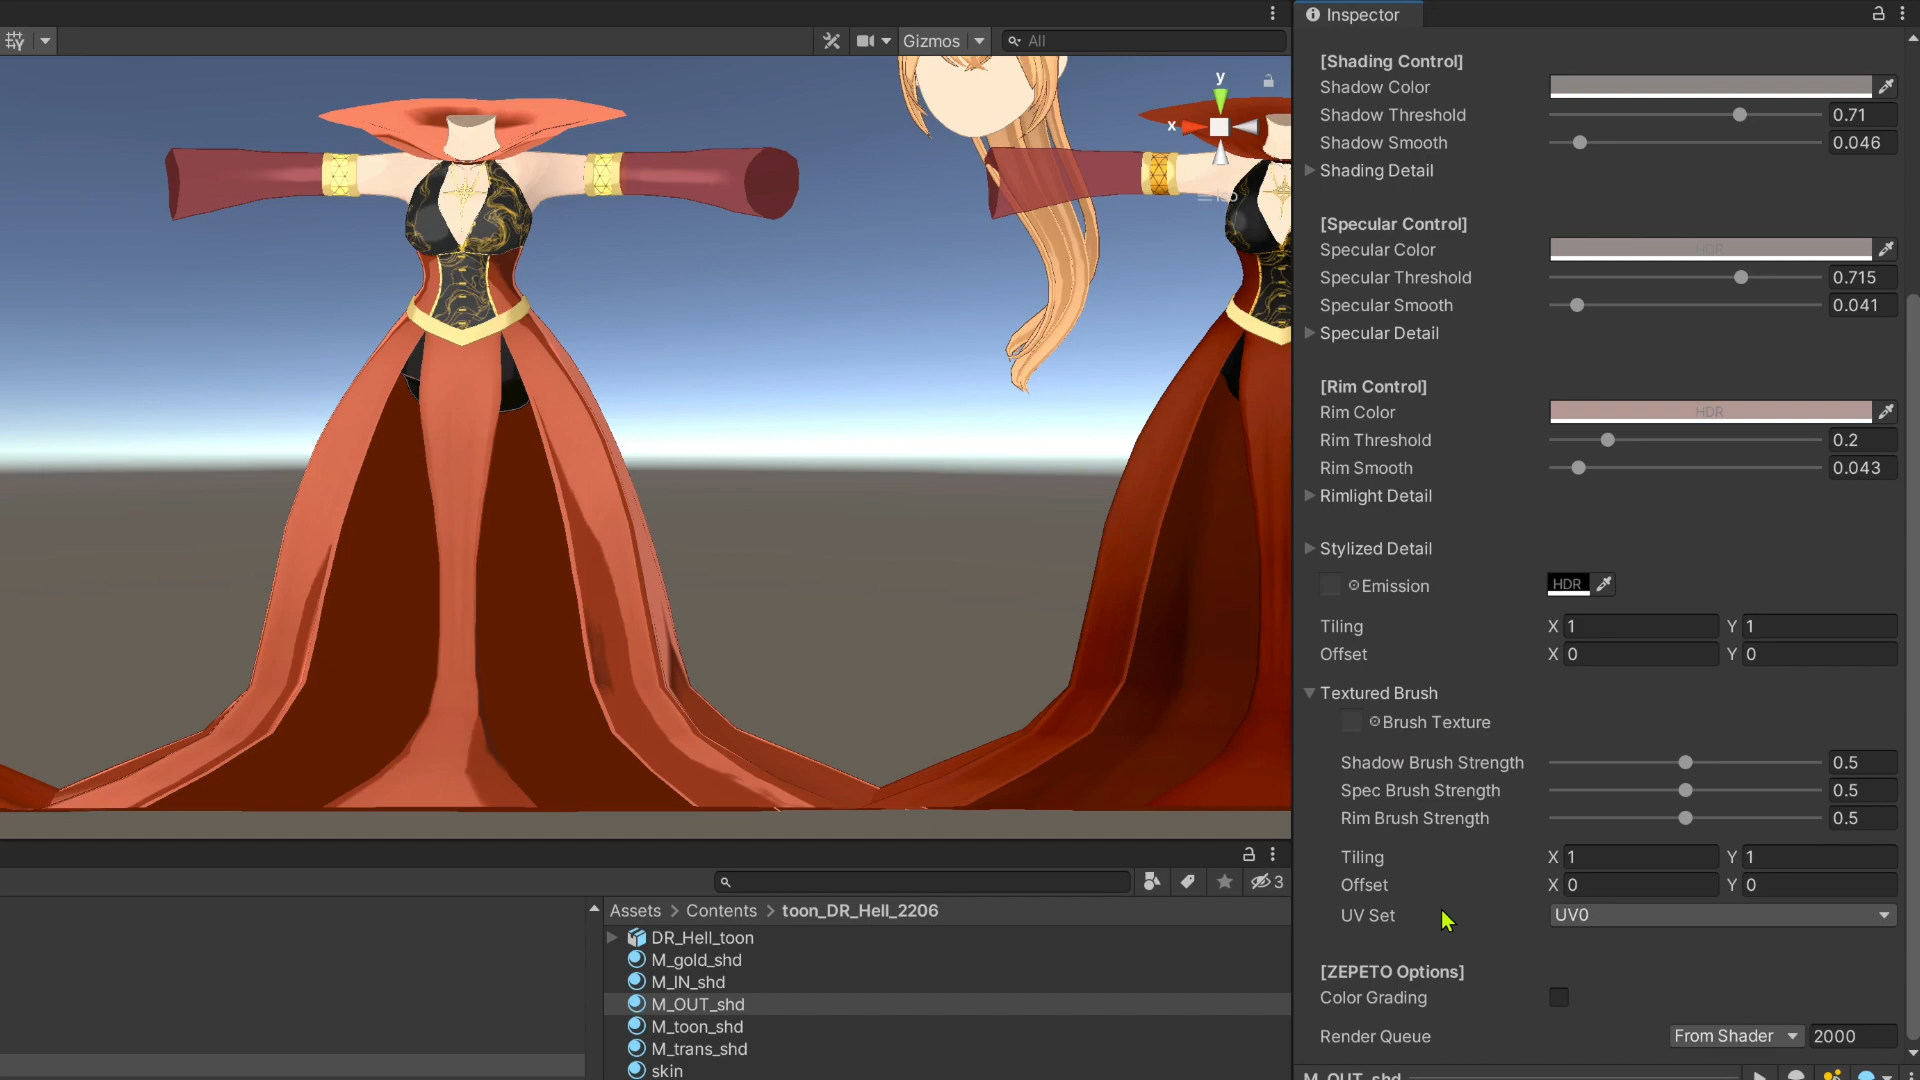 Inspector
Gizmos
All
y
x
Iso
[Shading Control]
Shadow Color
Shadow Threshold 0.71
Shadow Smooth 0.046
Shading Detail
[Specular Control]
Specular Color HDR
Specular Threshold 0.715
Specular Smooth 0.041
Specular Detail
[Rim Control]
Rim Color HDR
Rim Threshold 0.2
Rim Smooth 0.043
Rimlight Detail
Stylized Detail
Emission HDR
Tiling X 1 Y 1
Offset X 0 Y 0
Textured Brush
Brush Texture
Shadow Brush Strength 0.5
Spec Brush Strength 0.5
Rim Brush Strength 0.5
Tiling X 1 Y 1
Offset X 0 Y 0
UV Set UV0
[ZEPETO Options]
Color Grading
Render Queue From Shader 2000
M_OUT_shd
3
Assets > Contents > toon_DR_Hell_2206
DR_Hell_toon
M_gold_shd
M_IN_shd
M_OUT_shd
M_toon_shd
M_trans_shd
skin